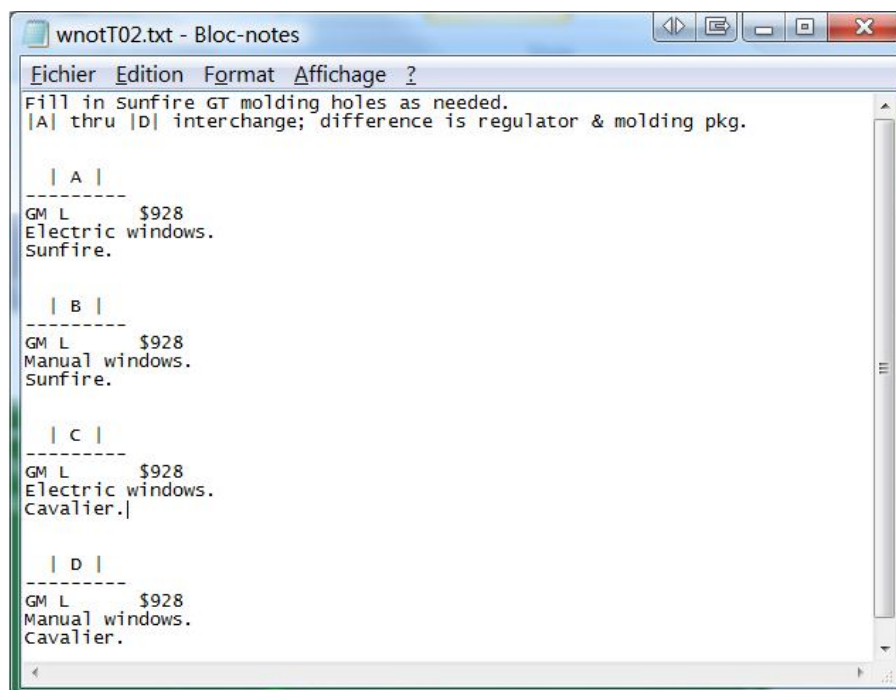 wnotT02.txt - Bloc-notes
Fichier Edition Format Affichage ?
Fill in Sunfire GT molding holes as needed.
|A| thru |D| interchange; difference is regulator & molding pkg.
| A |
---------
GM L $928
Electric windows.
Sunfire.
| B |
---------
GM L $928
Manual windows.
Sunfire.
| C |
---------
GM L $928
Electric windows.
Cavalier.
| D |
---------
GM L $928
Manual windows.
Cavalier.